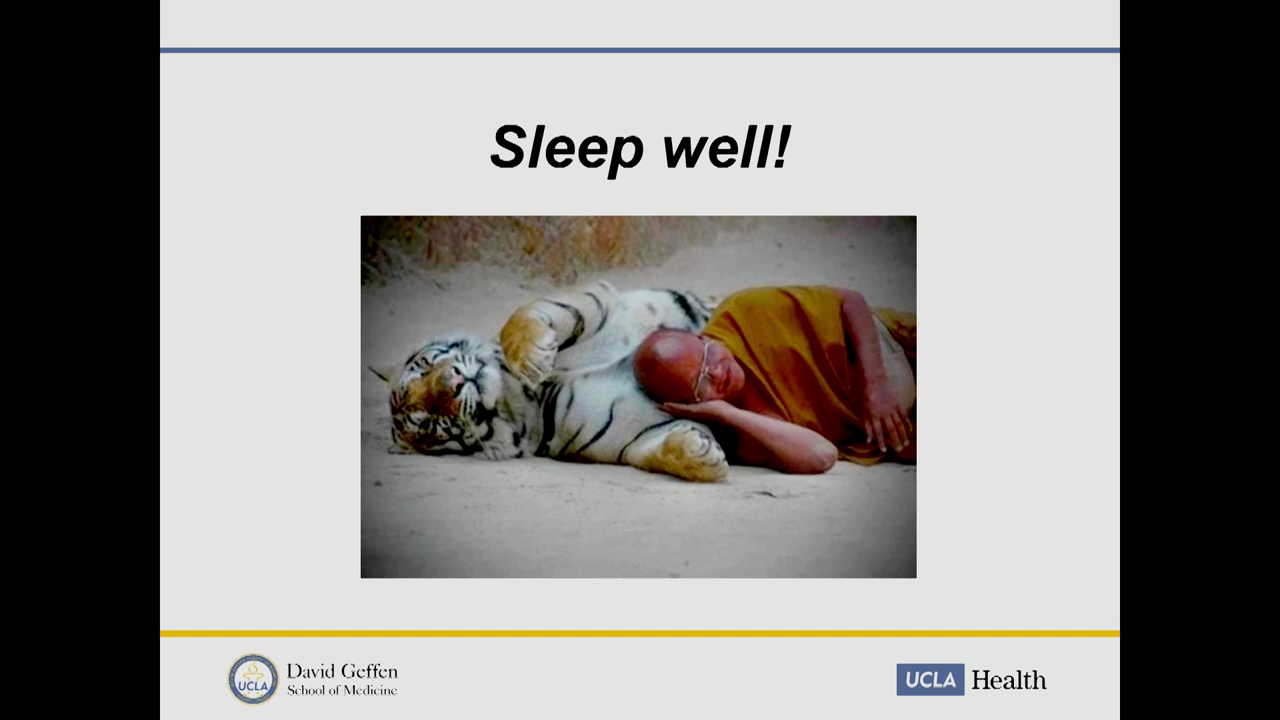 Sleep well!
UCLA
David Geffen
School of Medicine
UCLA Health